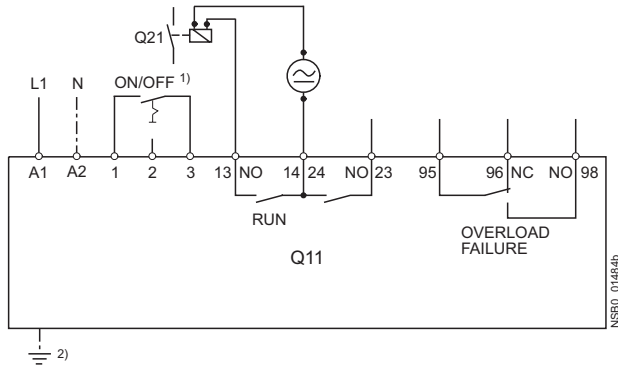 Q21
L1 N ON/OFF 1)
A1 A2 1 2 3 13 NO 14 24 NO 23 95 96 NC NO 98
RUN
OVERLOAD
FAILURE
Q11
NSB0_01484b
2)